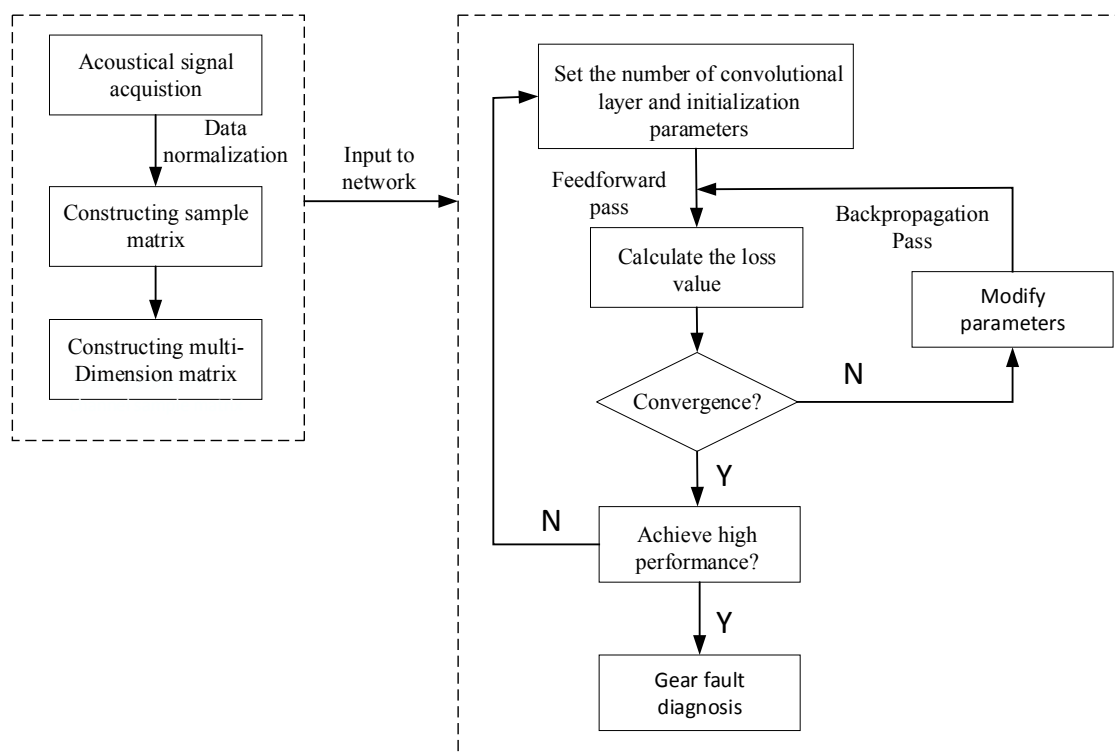 Acoustical signal
acquistion
Data
normalization
Constructing sample
matrix
Constructing multi-
Dimension matrix
Input to
network
Set the number of convolutional
layer and initialization
parameters
Feedforward
pass
Calculate the loss
value
Backpropagation
Pass
Modify
parameters
Convergence?
N
Y
Achieve high
performance?
N
Y
Gear fault
diagnosis